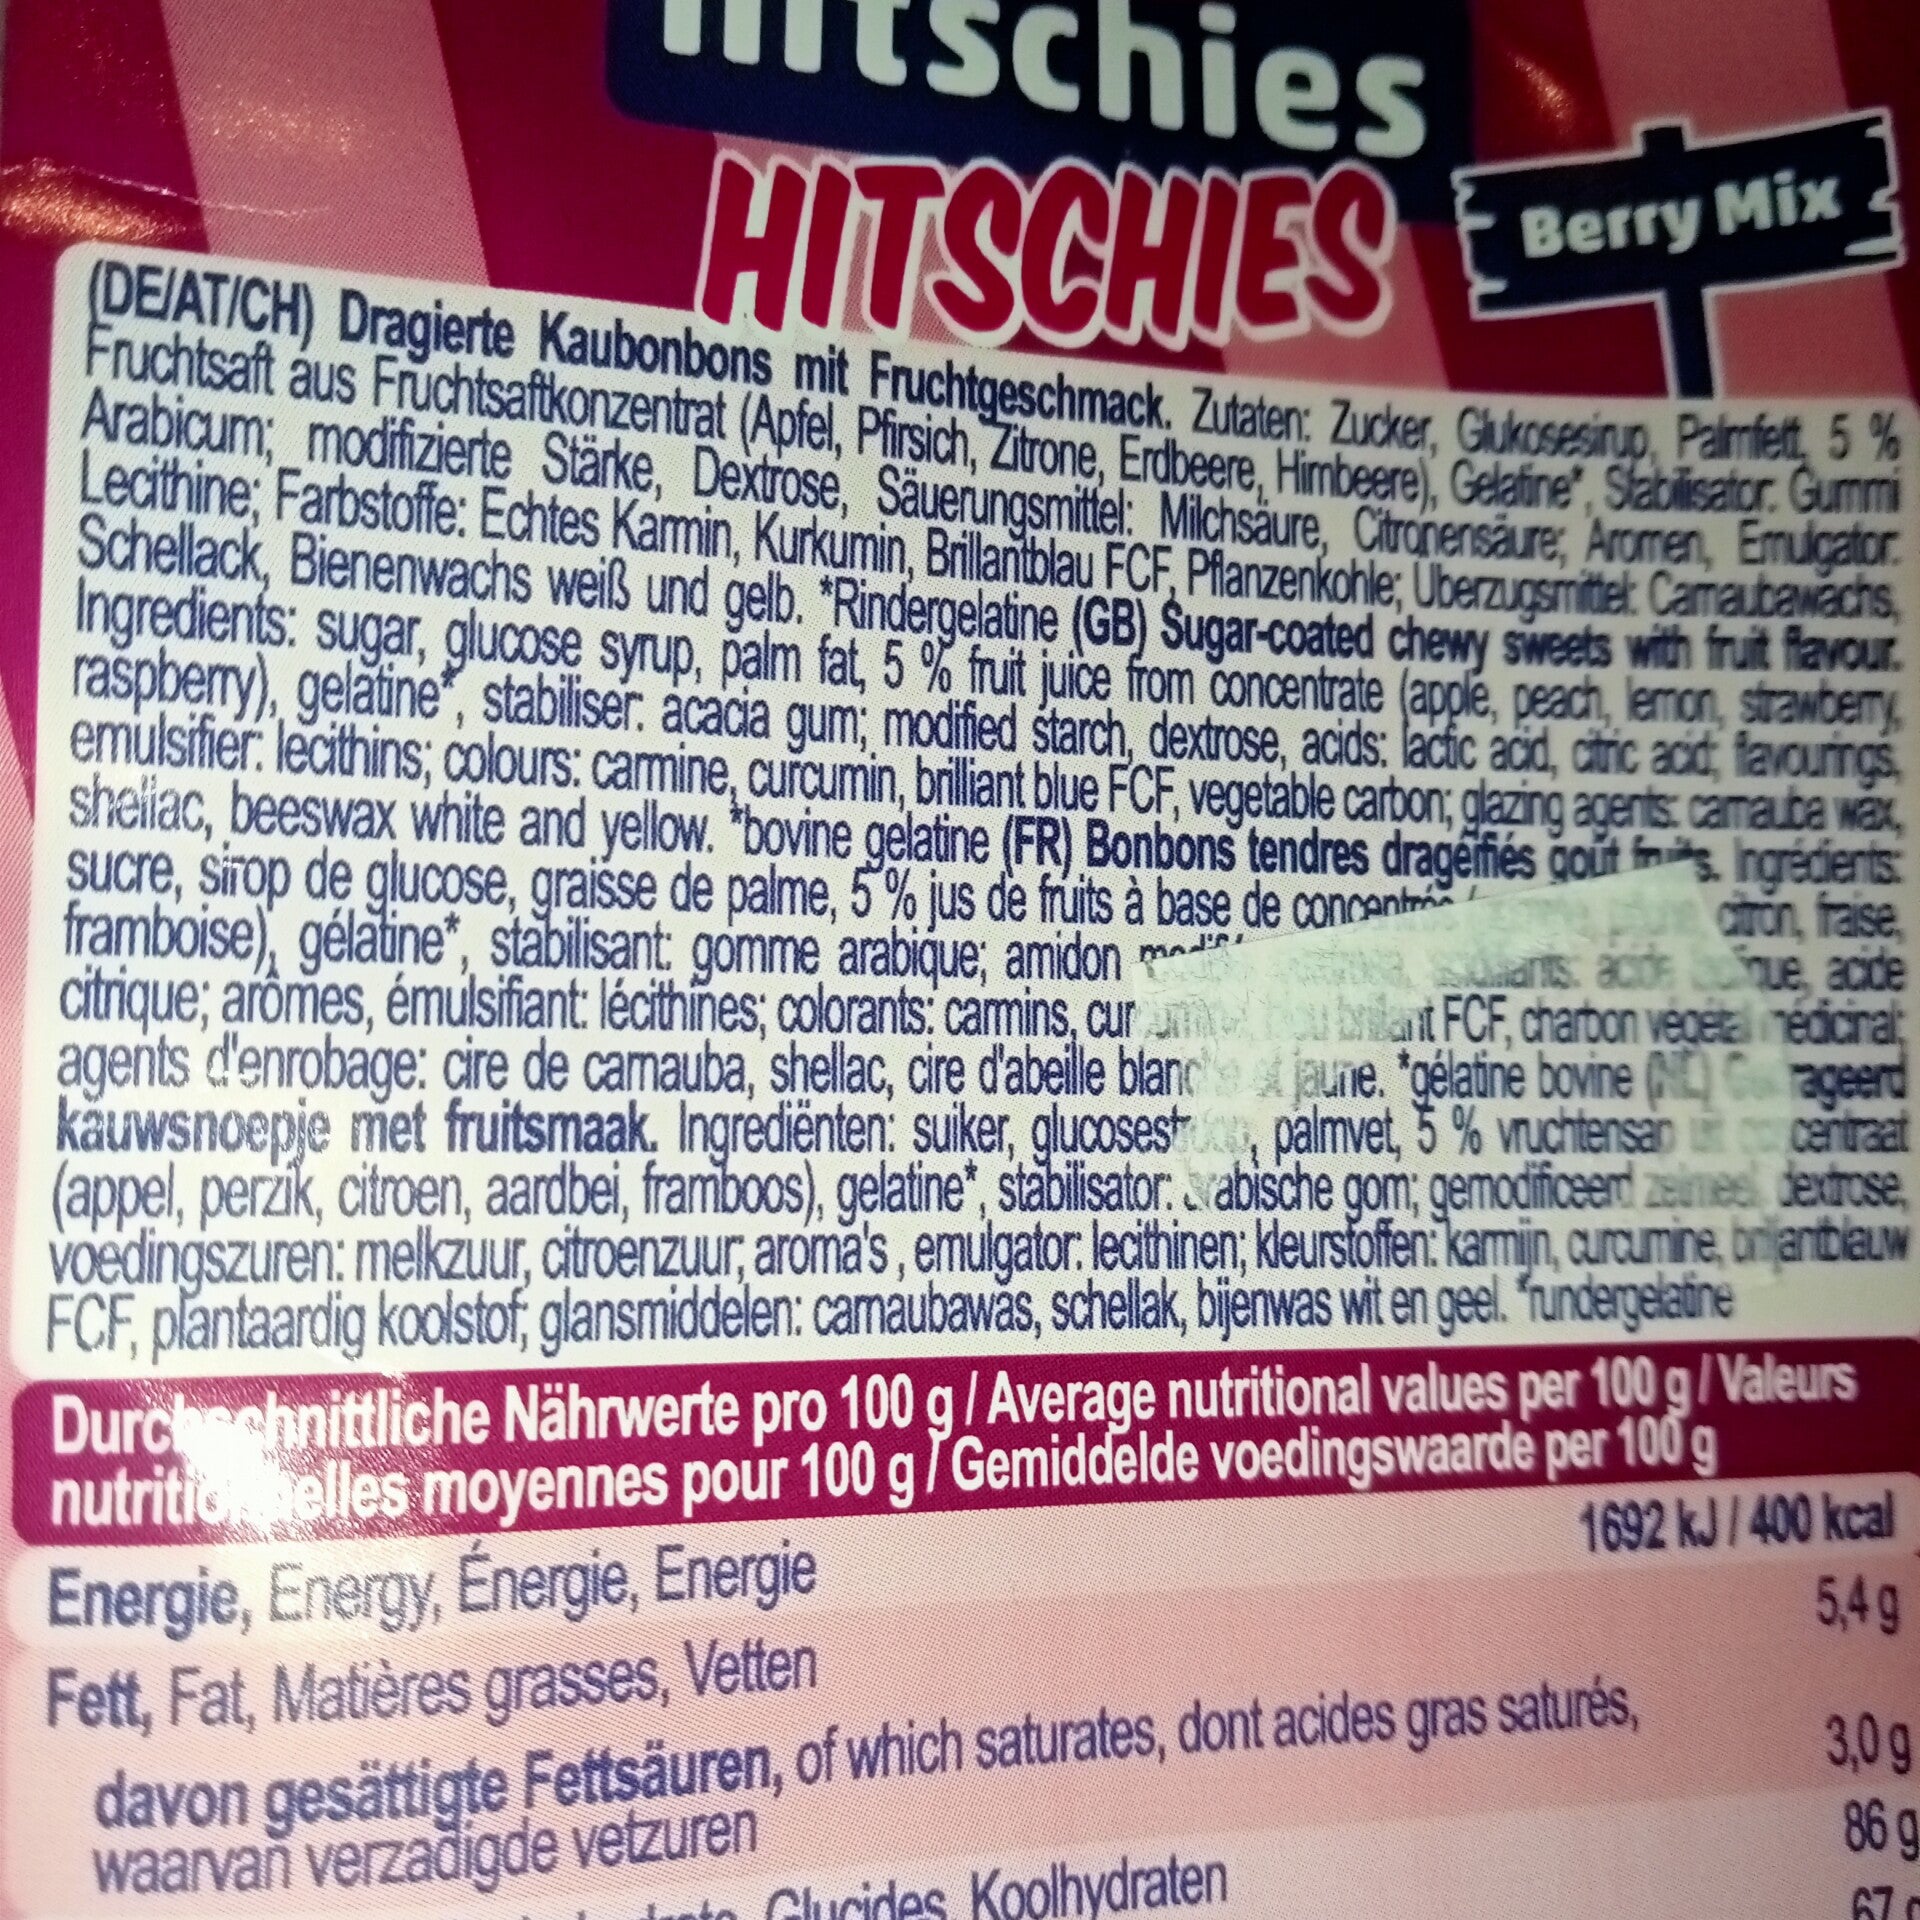 hitschies
HITSCHIES
Berry Mix
(DE/AT/CH) Dragierte Kaubonbons mit Fruchtgeschmack. Zutaten: Zucker, Glukosesirup, Palmfett, 5 %
Fruchtsaft aus Fruchtsaftkonzentrat (Apfel, Pfirsich, Zitrone, Erdbeere, Himbeere), Gelatine*, Stabilisator: Gummi
Arabicum; modifizierte Stärke, Dextrose, Säuerungsmittel: Milchsäure, Citronensäure; Aromen, Emulgator:
Lecithine; Farbstoffe: Echtes Karmin, Kurkumin, Brillantblau FCF, Pflanzenkohle; Überzugsmittel: Carnaubawachs,
Schellack, Bienenwachs weiß und gelb. *Rindergelatine (GB) Sugar-coated chewy sweets with fruit flavour.
Ingredients: sugar, glucose syrup, palm fat, 5 % fruit juice from concentrate (apple, peach, lemon, strawberry,
raspberry), gelatine*, stabiliser: acacia gum; modified starch, dextrose, acids: lactic acid, citric acid; flavourings,
emulsifier: lecithins; colours: carmine, curcumin, brilliant blue FCF, vegetable carbon; glazing agents: carnauba wax,
shellac, beeswax white and yellow. *bovine gelatine (FR) Bonbons tendres dragéifiés goût fruits. Ingrédients:
sucre, sirop de glucose, graisse de palme, 5 % jus de fruits à base de citron, fraise,
framboise), gélatine*, stabilisant: gomme arabique; amidon acide
citrique; arômes, émulsifiant: lécithines; colorants: carmins, FCF, charbon végétal médicinal;
agents d'enrobage: cire de carnauba, shellac, cire d'abeille blanche et jaune. *gélatine bovine (NL)
kauwsnoepje met fruitsmaak. Ingrediënten: suiker, palmvet, 5 % vruchtensap
(appel, perzik, citroen, aardbei, framboos), gelatine*, stabilisator: arabische gom; gemodificeerd zetmeel, dextrose,
voedingszuren: melkzuur, citroenzuur; aroma's , emulgator: lecithinen; kleurstoffen: karmijn, curcumine, briljantblauw
FCF, plantaardig koolstof; glansmiddelen: carnaubawas, schellak, bijenwas wit en geel. *rundergelatine
Durchschnittliche Nährwerte pro 100 g / Average nutritional values per 100 g / Valeurs
nutritionnelles moyennes pour 100 g / Gemiddelde voedingswaarde per 100 g
1692 kJ / 400 kcal
Energie, Energy, Énergie, Energie
5,4 g
Fett, Fat, Matières grasses, Vetten
davon gesättigte Fettsäuren, of which saturates, dont acides gras saturés,
waarvan verzadigde vetzuren
3,0 g
86 g
Glucides, Koolhydraten
67 g